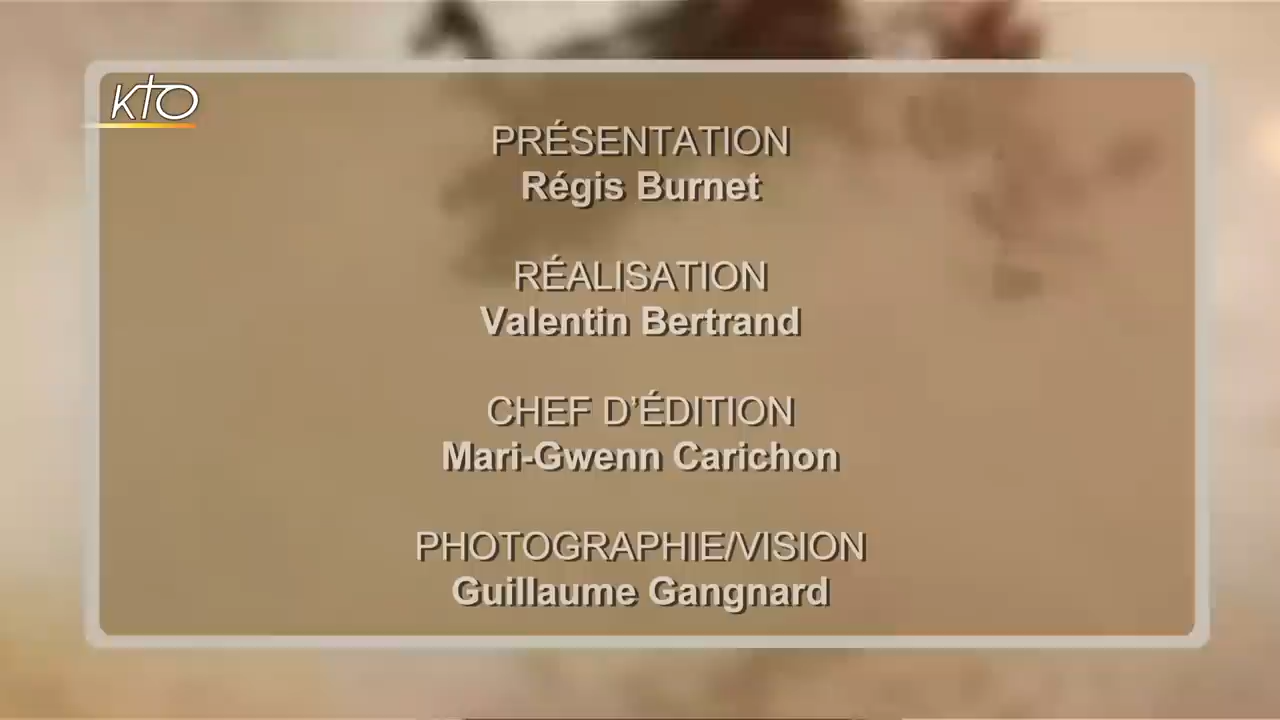 KTO
PRÉSENTATION
Régis Burnet
RÉALISATION
Valentin Bertrand
CHEF D’ÉDITION
Mari-Gwenn Carichon
PHOTOGRAPHIE/VISION
Guillaume Gangnard